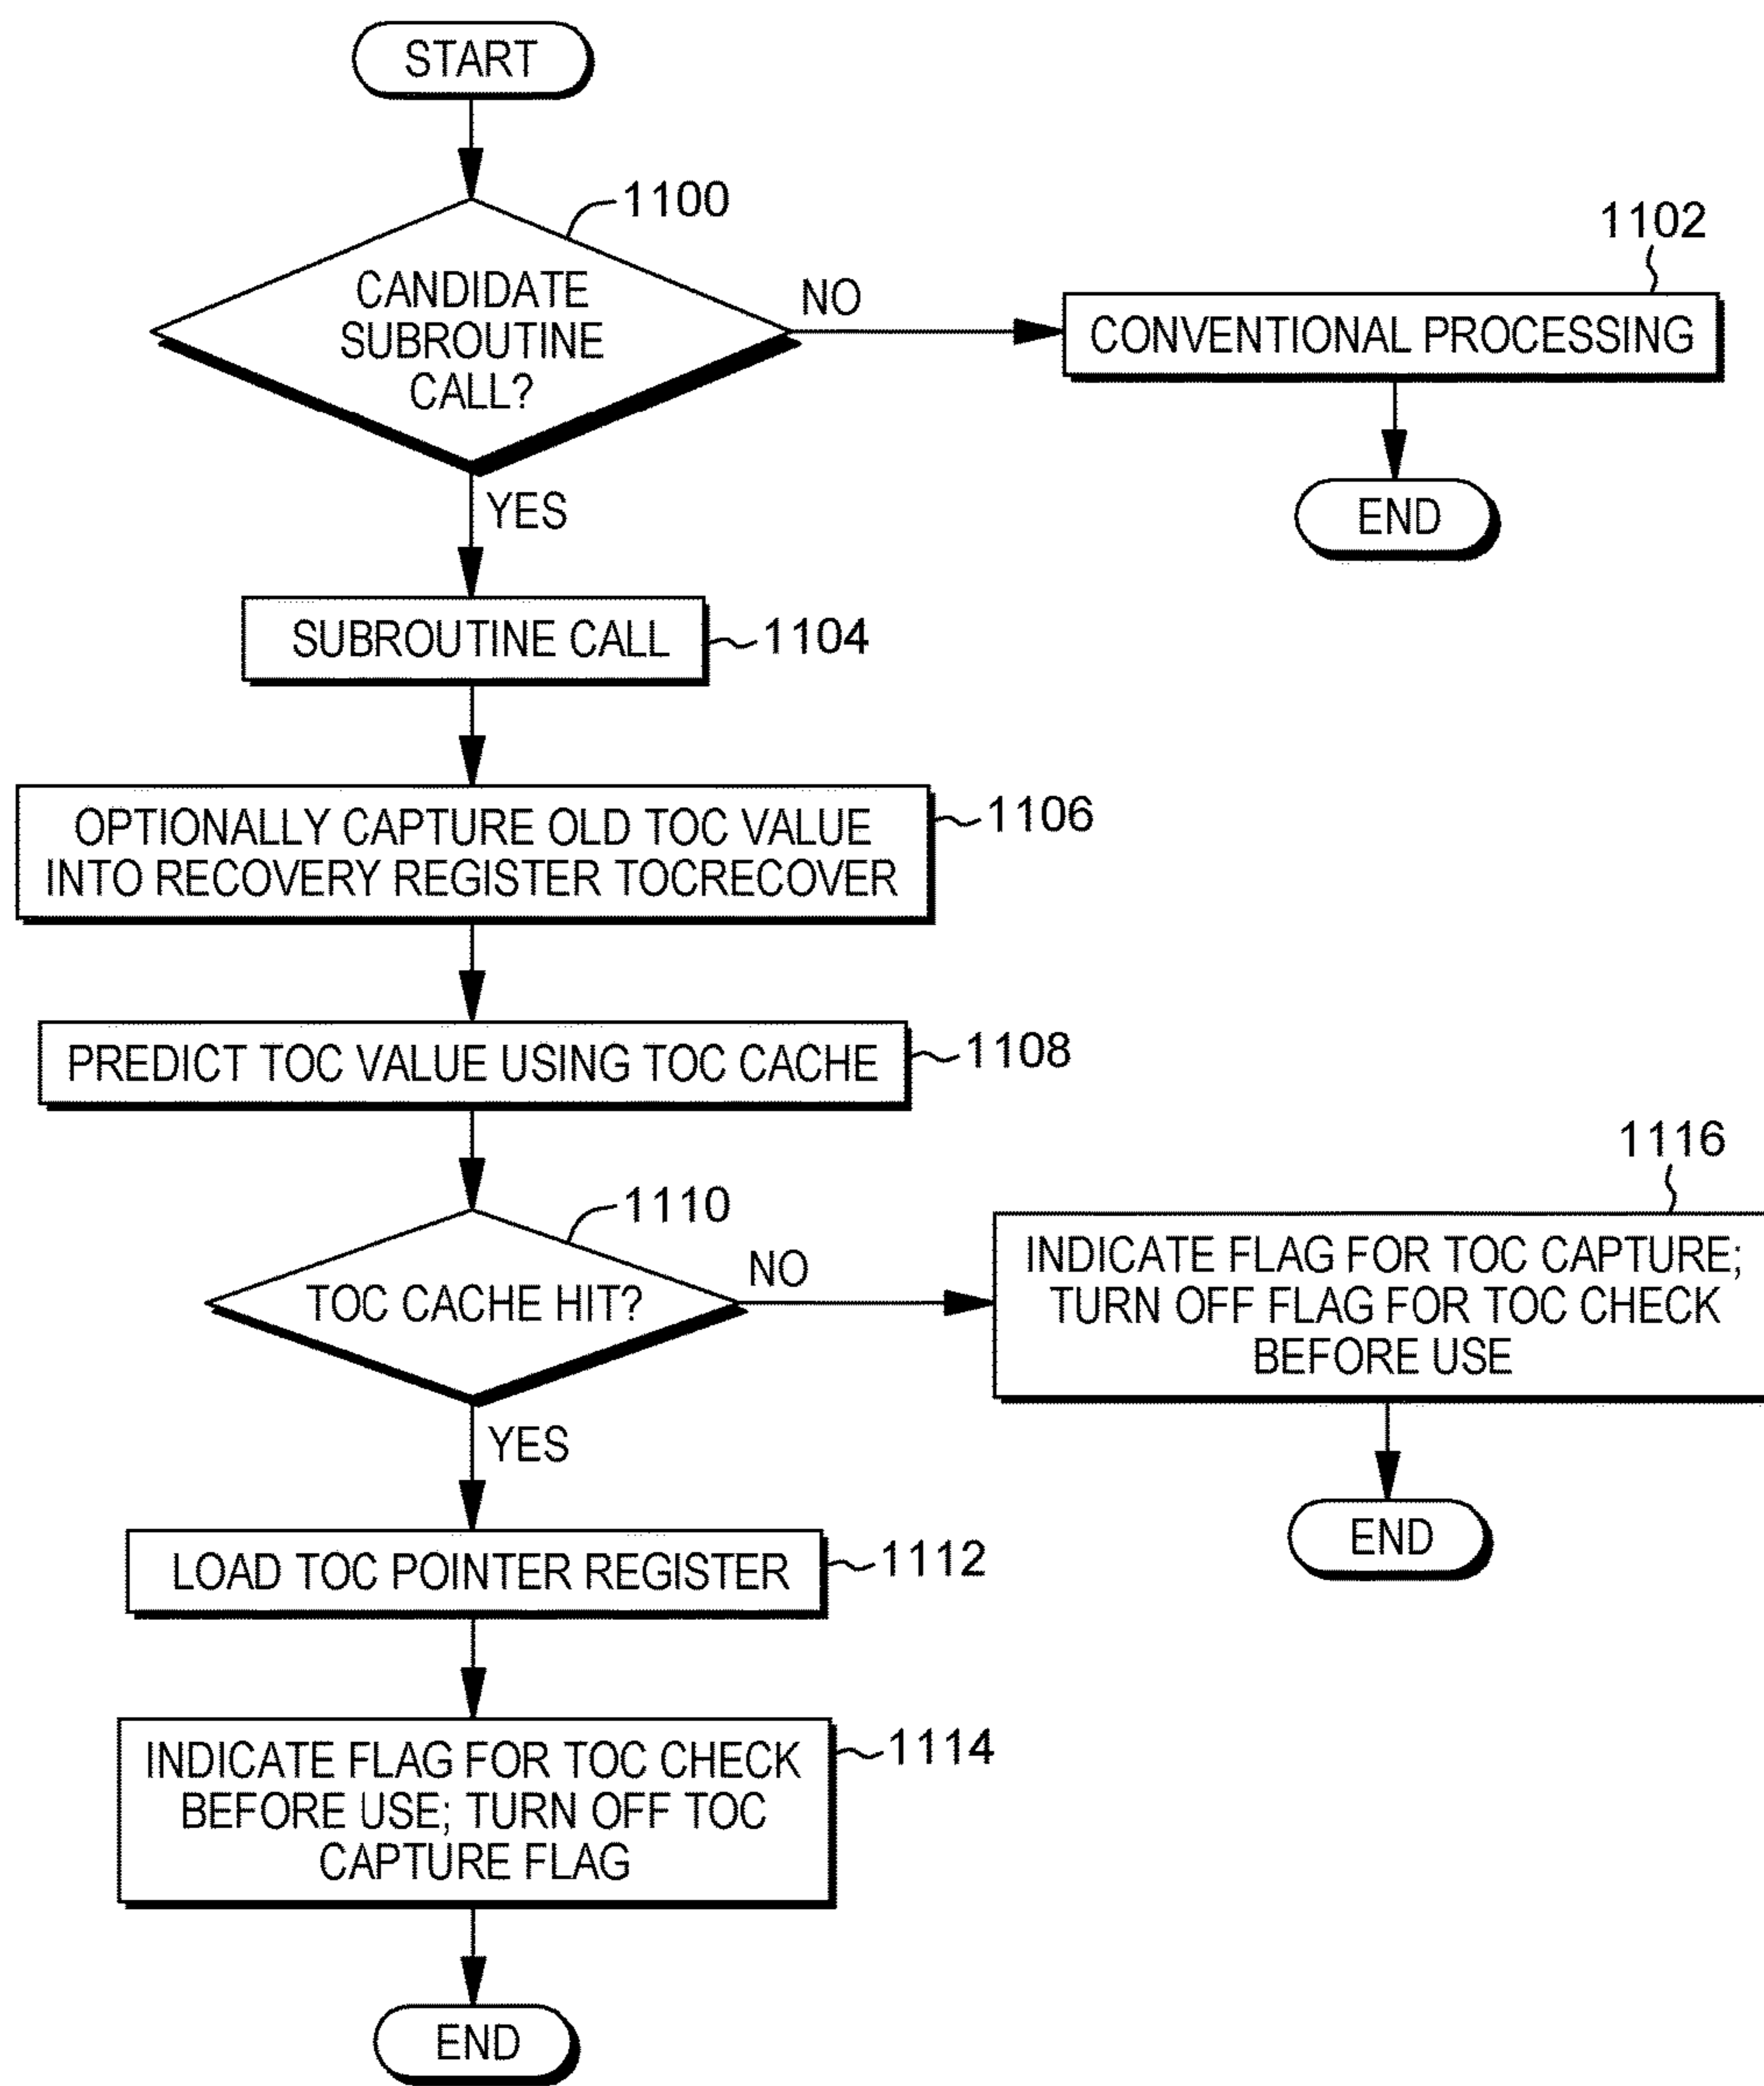 START
1100
CANDIDATE
SUBROUTINE
CALL?
NO
1102
CONVENTIONAL PROCESSING
END
YES
SUBROUTINE CALL
1104
OPTIONALLY CAPTURE OLD TOC VALUE
INTO RECOVERY REGISTER TOCRECOVER
1106
PREDICT TOC VALUE USING TOC CACHE
1108
1110
TOC CACHE HIT?
NO
1116
INDICATE FLAG FOR TOC CAPTURE;
TURN OFF FLAG FOR TOC CHECK
BEFORE USE
END
YES
LOAD TOC POINTER REGISTER
1112
INDICATE FLAG FOR TOC CHECK
BEFORE USE; TURN OFF TOC
CAPTURE FLAG
1114
END